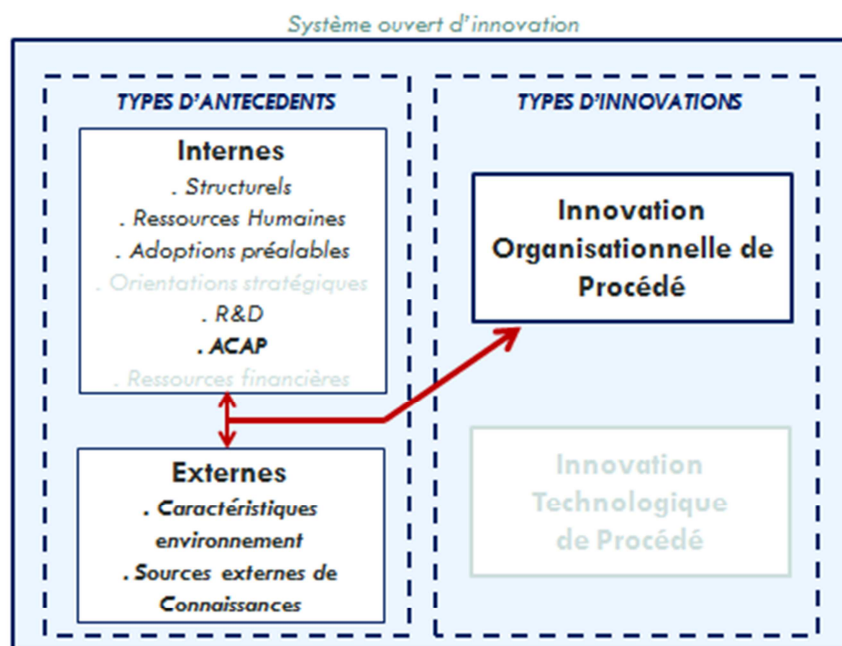 Système ouvert d'innovation
TYPES D'ANTECEDENTS
Internes
. Structurels
. Ressources Humaines
. Adoptions préalables
. Orientations stratégiques
. R&D
. ACAP
. Ressources financières
Externes
. Caractéristiques
environnement
. Sources externes de
Connaissances
TYPES D'INNOVATIONS
Innovation
Organisationnelle de
Procédé
Innovation
Technologique
de Procédé